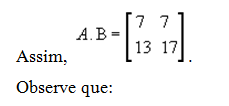 Assim, A.B = [7 7
13 17].
Observe que: